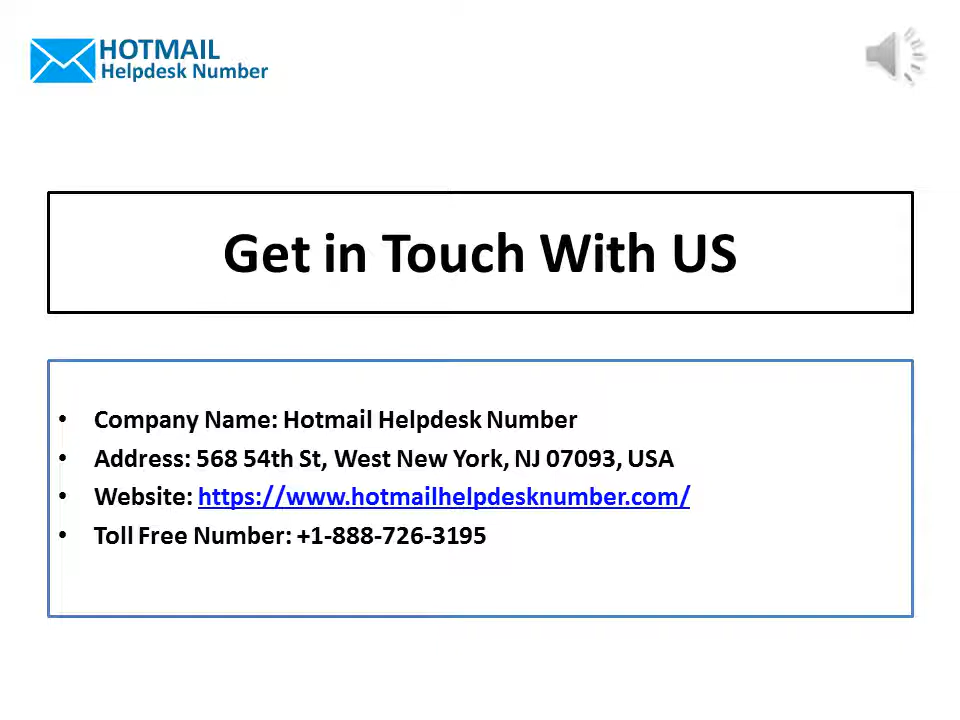 HOTMAIL
Helpdesk Number
Get in Touch With US
• Company Name: Hotmail Helpdesk Number
• Address: 568 54th St, West New York, NJ 07093, USA
• Website: https://www.hotmailhelpdesknumber.com/
• Toll Free Number: +1-888-726-3195